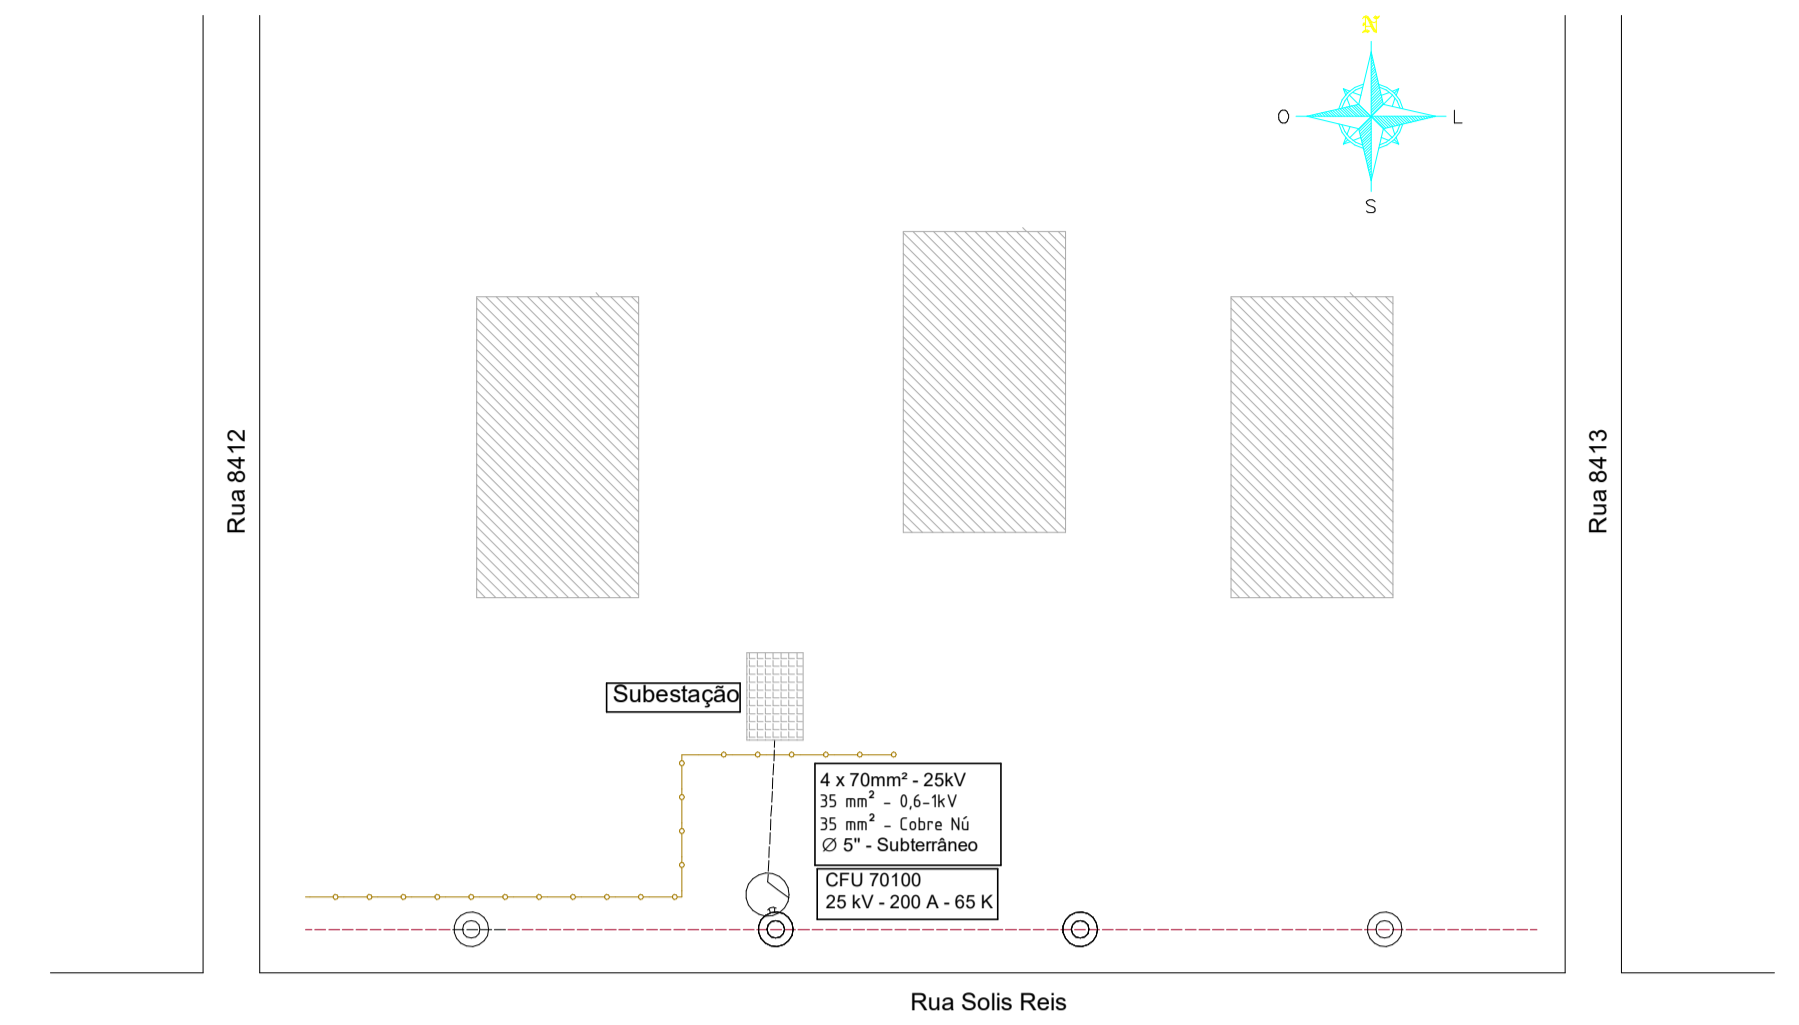 N
O
L
S
Rua 8412
Rua 8413
Subestação
4 x 70mm² - 25kV
35 mm² - 0,6-1kV
35 mm² - Cobre Nú
Ø 5" - Subterrâneo
CFU 70100
25 kV - 200 A - 65 K
Rua Solis Reis